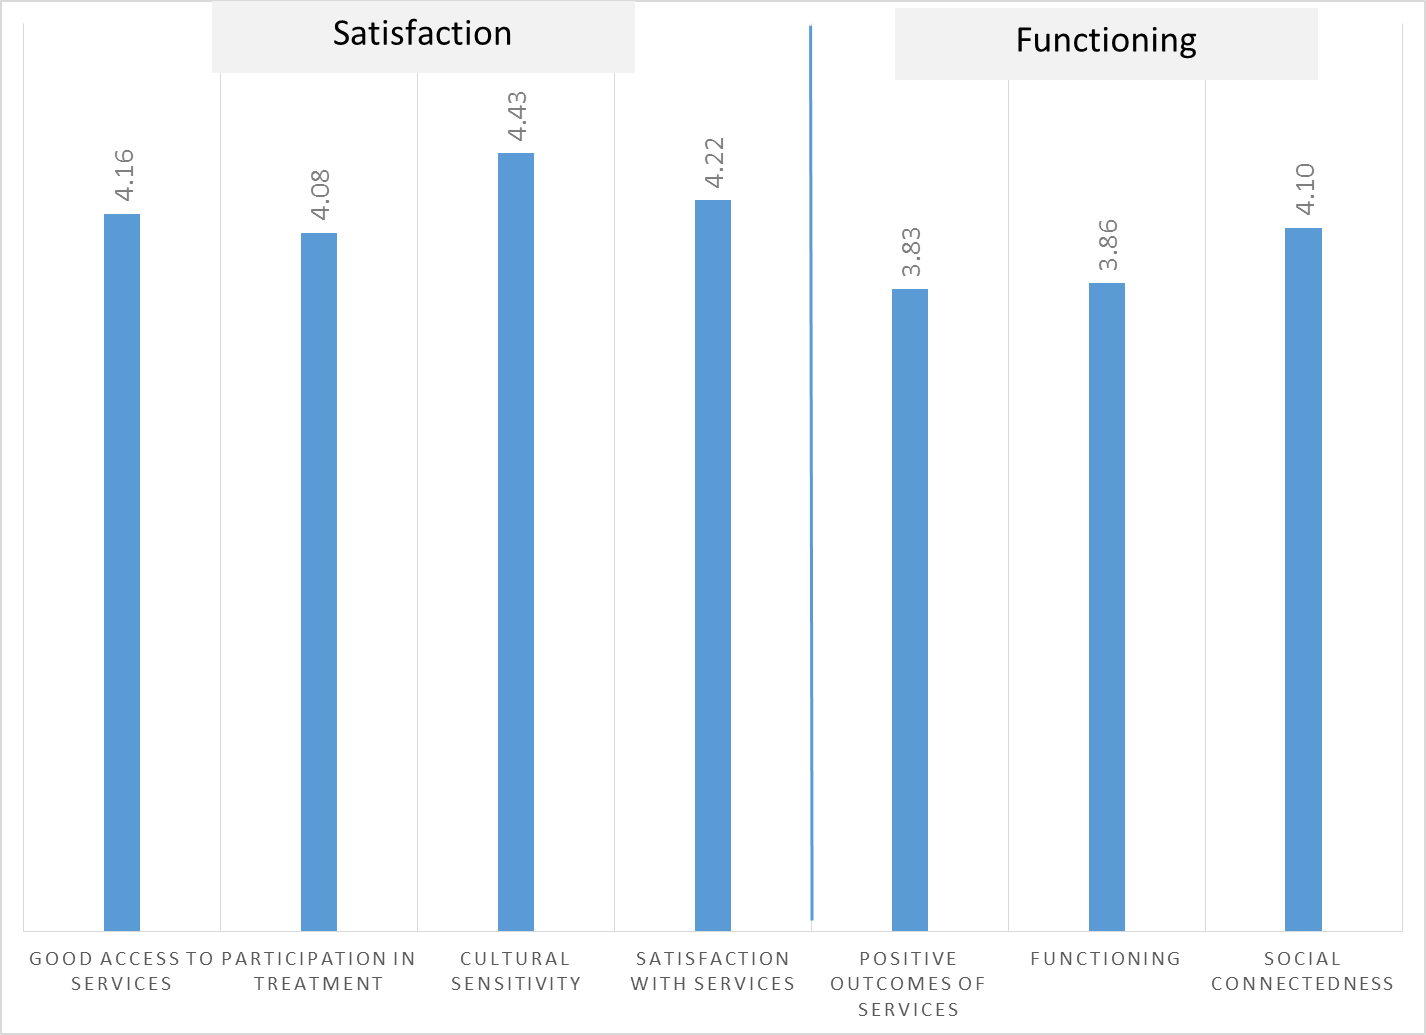 Satisfaction
Functioning
4.16
4.08
4.43
4.22
3.83
3.86
4.10
GOOD ACCESS TO
SERVICES
PARTICIPATION IN
TREATMENT
CULTURAL
SENSITIVITY
SATISFACTION
WITH SERVICES
POSITIVE
OUTCOMES OF
SERVICES
FUNCTIONING
SOCIAL
CONNECTEDNESS